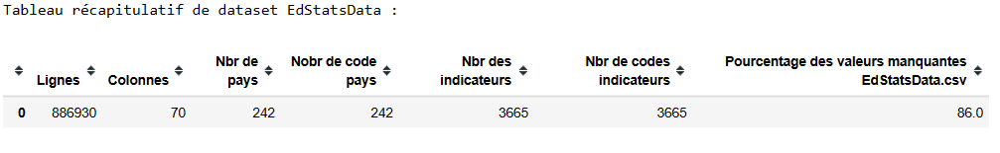 Tableau récapitulatif de dataset EdStatsData :
Lignes Colonnes Nbr de pays Nobr de code pays Nbr des indicateurs Nbr de codes indicateurs Pourcentage des valeurs manquantes EdStatsData.csv
0 886930 70 242 242 3665 3665 86.0